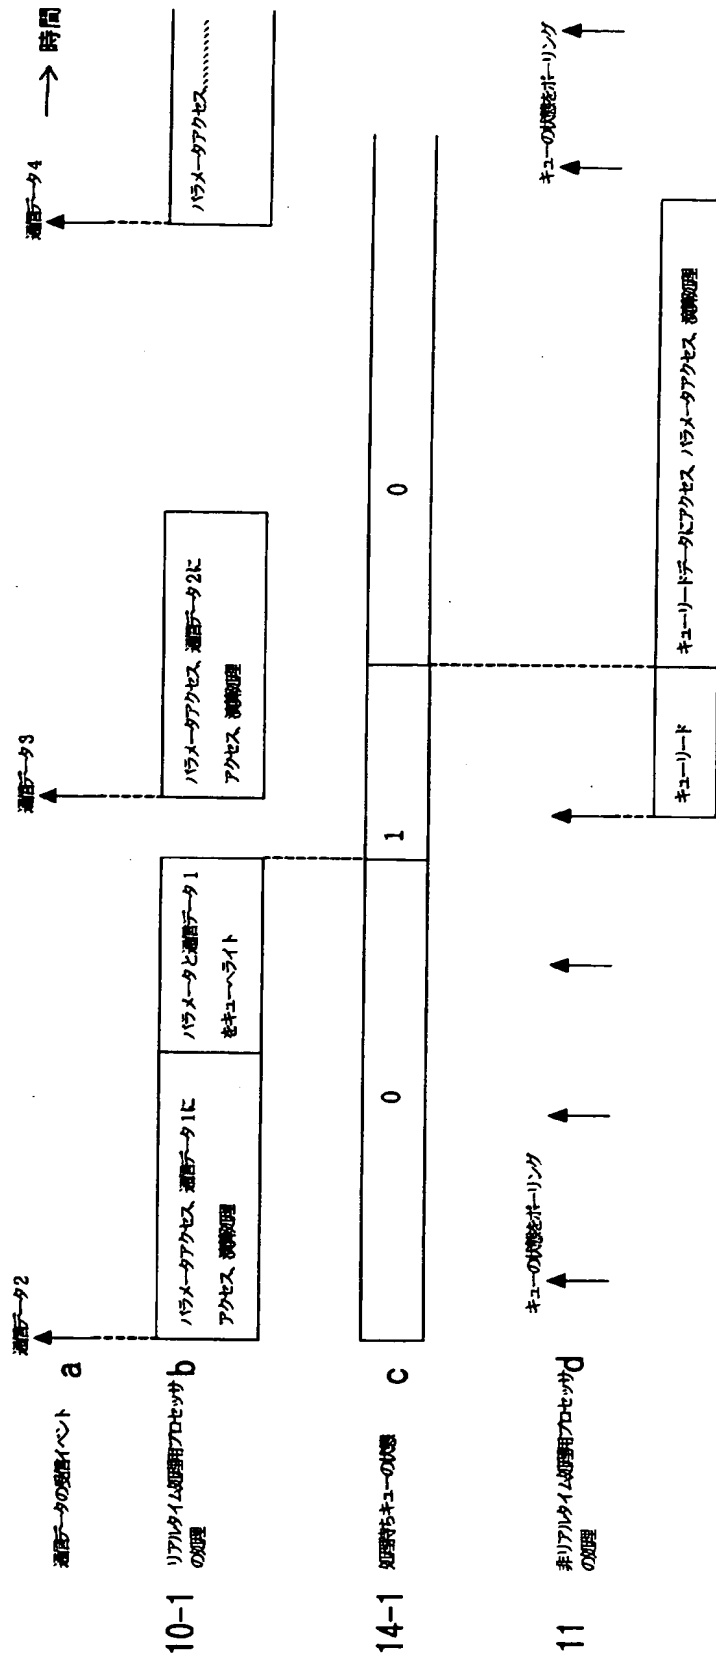 → 時間
通信データの受信イベント
a
通信データ2
通信データ3
通信データ4
10-1
リアルタイム処理用プロセッサ
の処理
b
パラメータアクセス、通信データ1に
アクセス、演算処理
パラメータと通信データ1
をキューへライト
パラメータアクセス、通信データ2に
アクセス、演算処理
パラメータアクセス、、、、、、、、、、、
14-1
処理待ちキューの状態
c
0
1
0
11
非リアルタイム処理用プロセッサ
の処理
d
キューの状態をポーリング
キューの状態をポーリング
キューリード
キューリードデータにアクセス、パラメータアクセス、演算処理